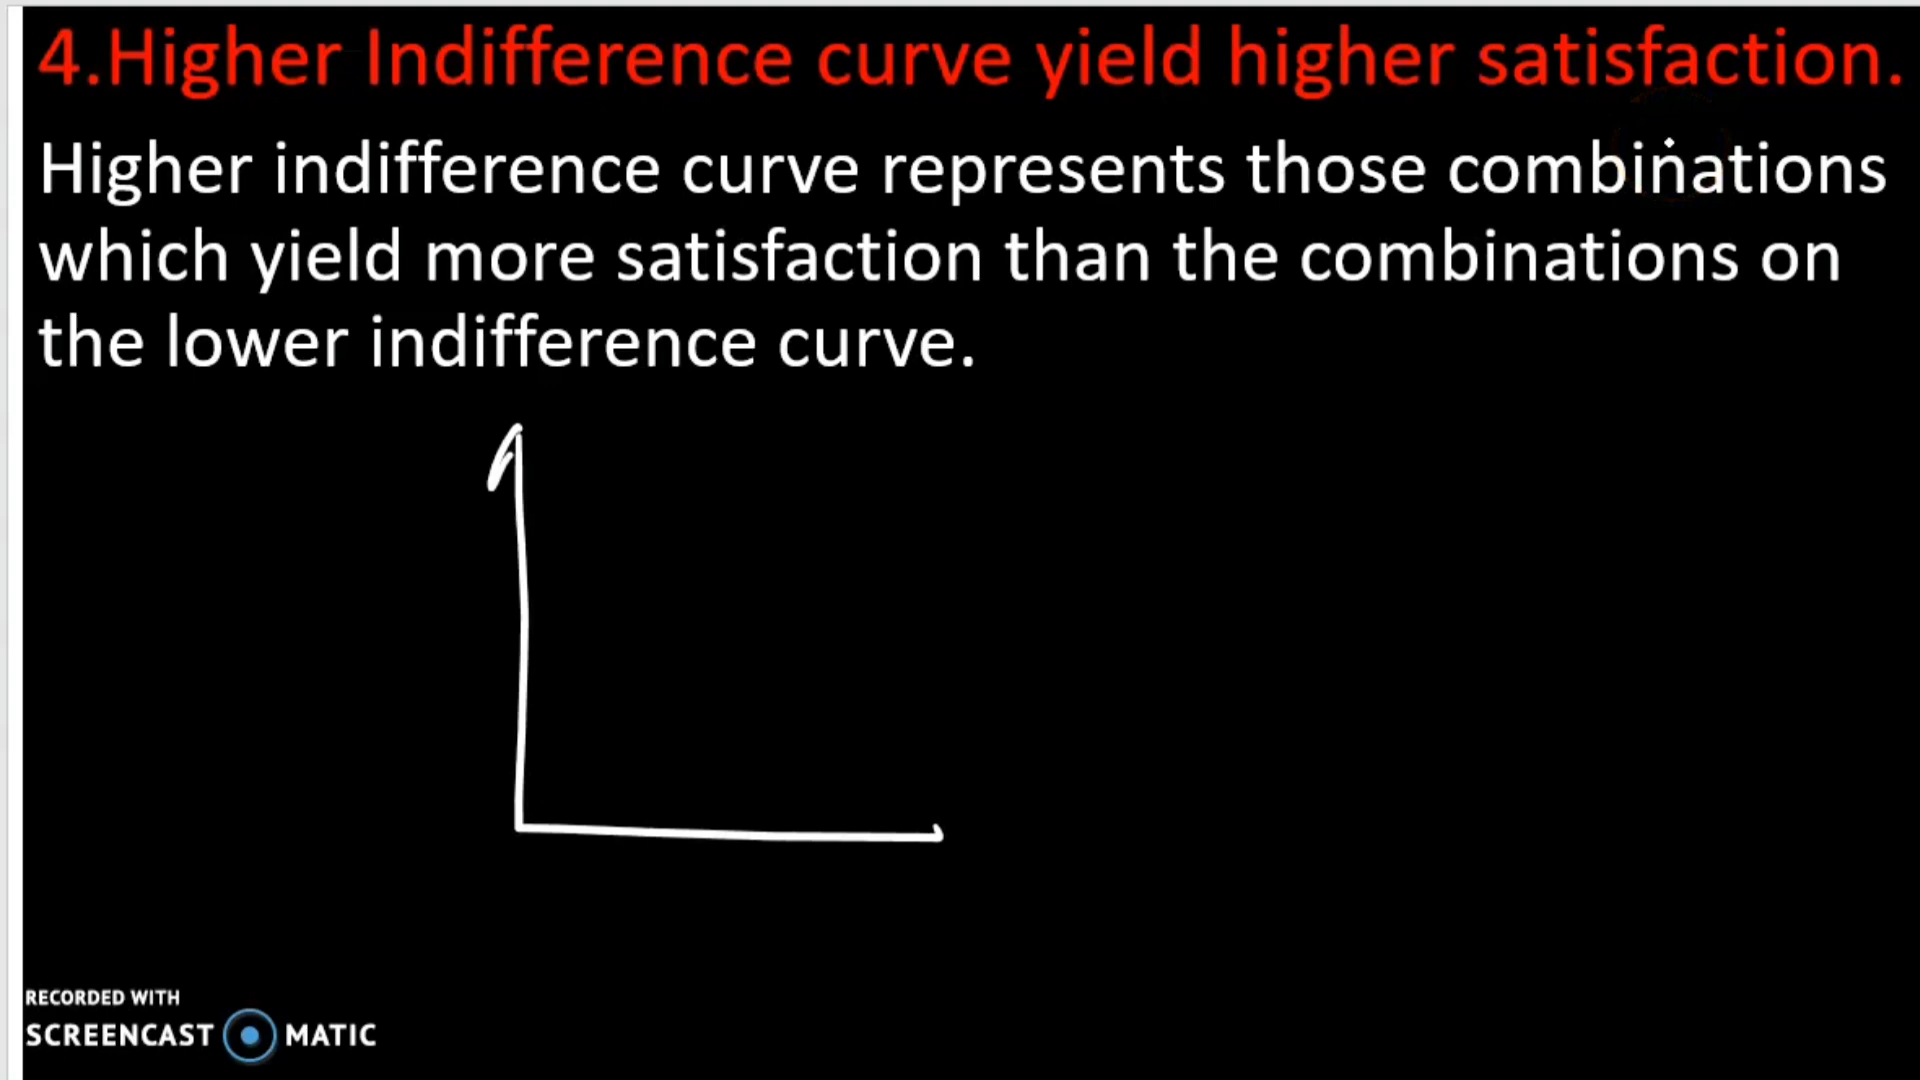 4.Higher Indifference curve yield higher satisfaction.
Higher indifference curve represents those combinations
which yield more satisfaction than the combinations on
the lower indifference curve.
RECORDED WITH
SCREENCAST MATIC